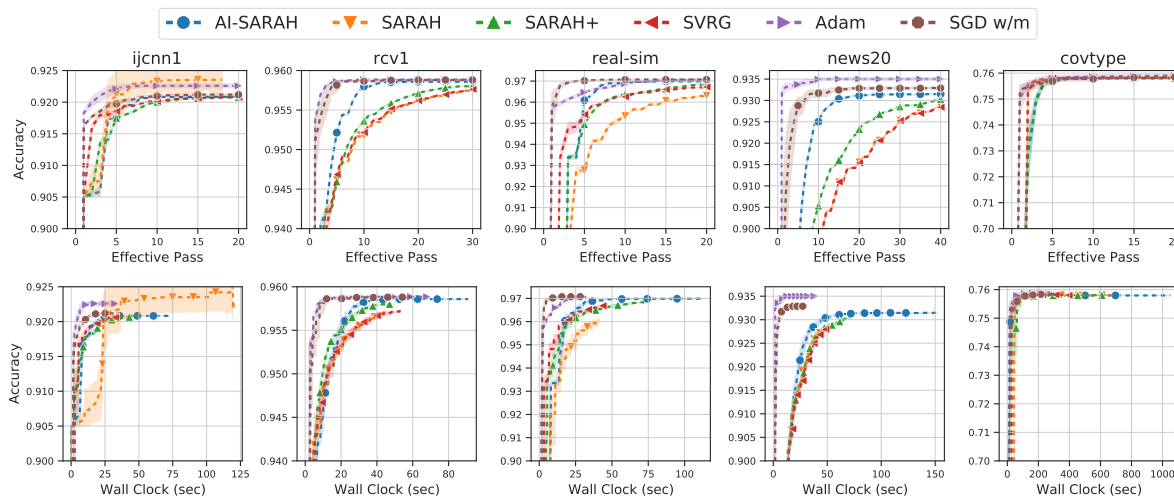 AI-SARAH SARAH SARAH+ SVRG Adam SGD w/m
ijcnn1 rcv1 real-sim news20 covtype
Accuracy
0.925
0.920
0.915
0.910
0.905
0.900
0 5 10 15 20
Effective Pass
0.960
0.955
0.950
0.945
0.940
0 5 10 15 20 25 30
Effective Pass
0.97
0.96
0.95
0.94
0.93
0.92
0.91
0.90
0 5 10 15 20
Effective Pass
0.935
0.930
0.925
0.920
0.915
0.910
0.905
0.900
0 10 20 30 40
Effective Pass
0.76
0.75
0.74
0.73
0.72
0.71
0.70
0 5 10 15
Effective Pass
Accuracy
0.925
0.920
0.915
0.910
0.905
0.900
0 25 50 75 100 125
Wall Clock (sec)
0.960
0.955
0.950
0.945
0.940
0 20 40 60 80
Wall Clock (sec)
0.97
0.96
0.95
0.94
0.93
0.92
0.91
0.90
0 25 50 75 100
Wall Clock (sec)
0.935
0.930
0.925
0.920
0.915
0.910
0.905
0.900
0 50 100 150
Wall Clock (sec)
0.76
0.75
0.74
0.73
0.72
0.71
0.70
0 200 400 600 800 1000
Wall Clock (sec)